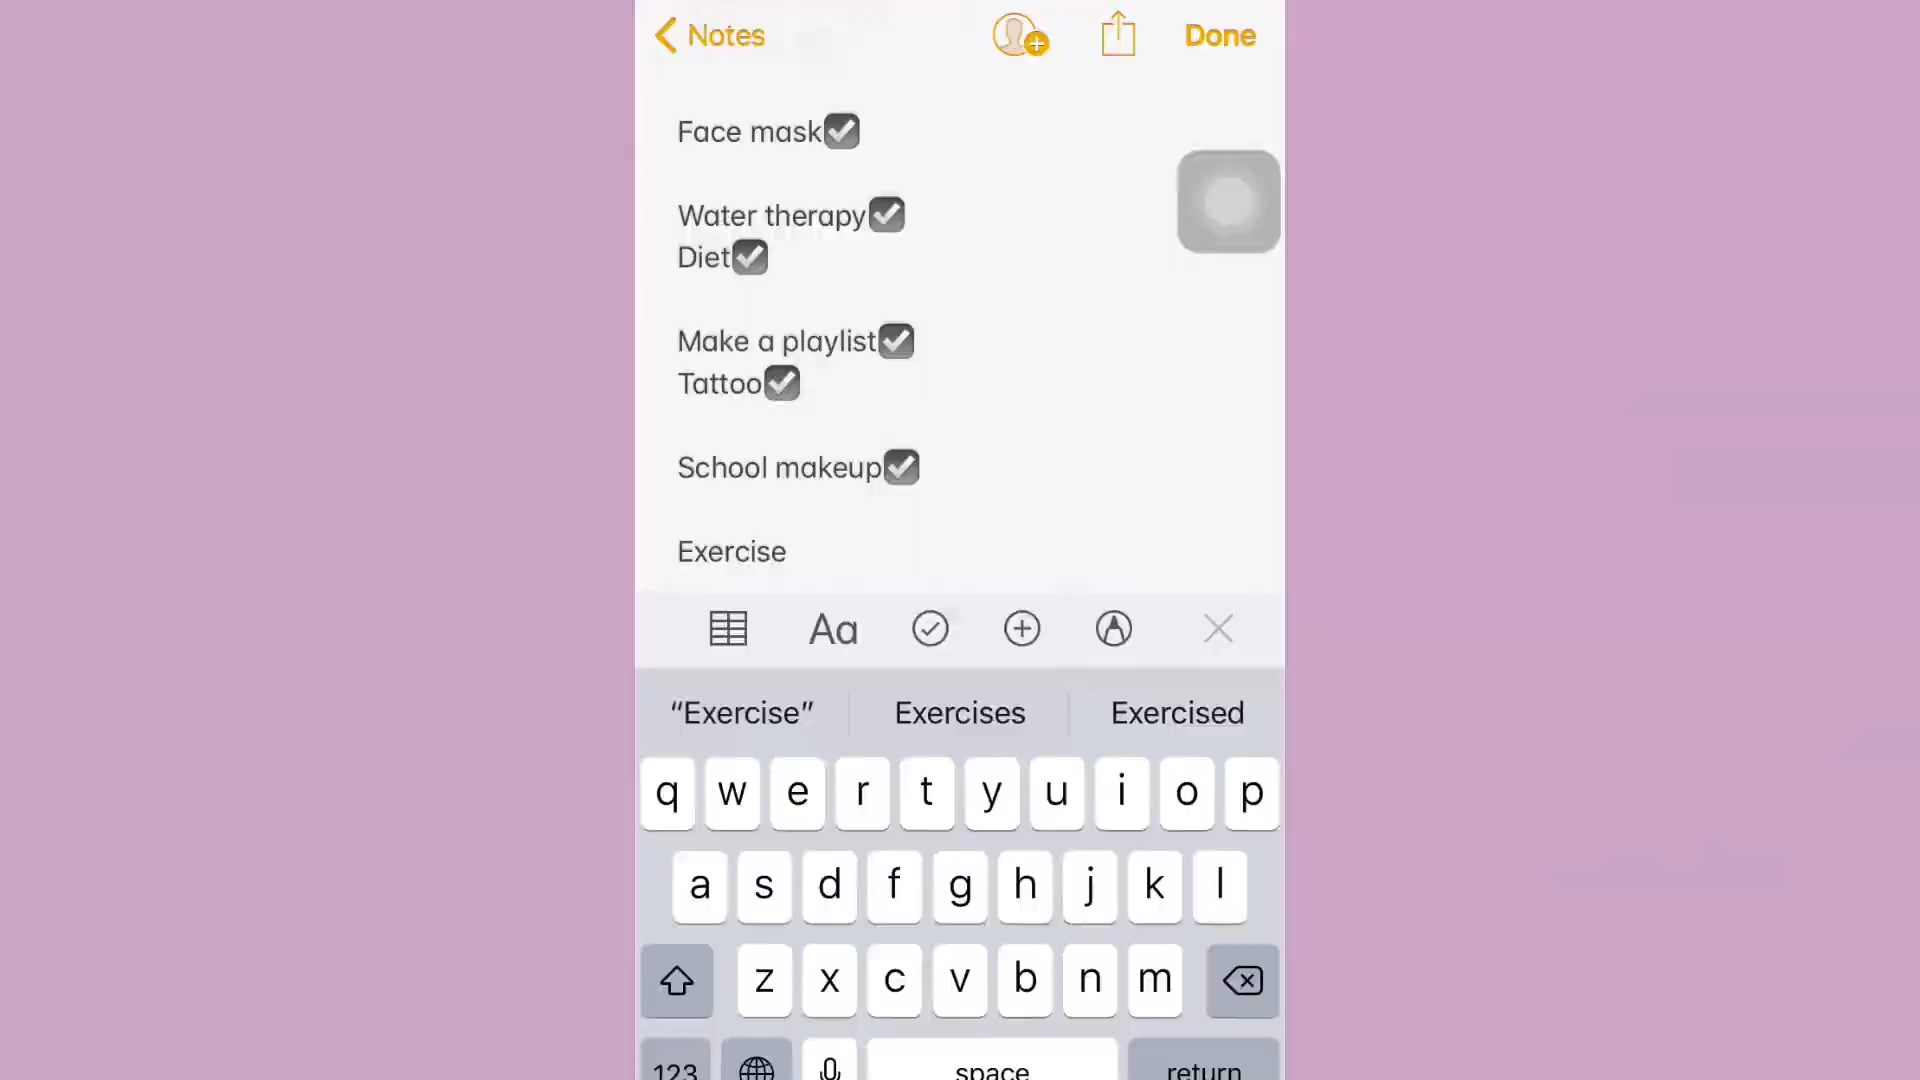 Notes
Done
Face mask☑
Water therapy☑
Diet☑
Make a playlist☑
Tattoo☑
School makeup☑
Exercise
Aa
“Exercise” Exercises Exercised
q w e r t y u i o p
a s d f g h j k l
z x c v b n m
123 space return